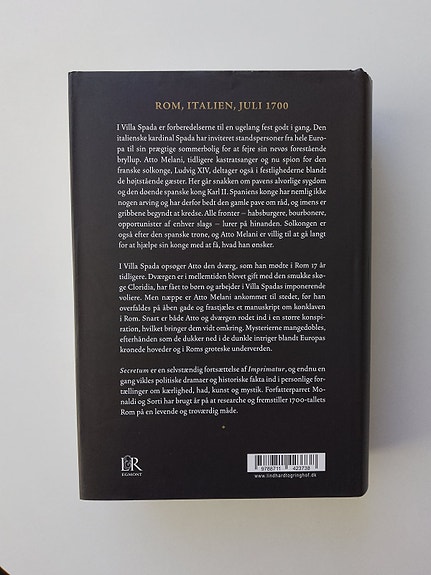 ROM, ITALIEN, JULI 1700
I Villa Spada er forberedelserne til en ugelang fest godt i gang. Den
italienske kardinal Spada har inviteret standspersoner fra hele Euro-
pa til sin prægtige sommerbolig for at fejre sin nevøs forestående
bryllup. Atto Melani, tidligere kastratsanger og nu spion for den
franske solkonge, Ludvig XIV, deltager også i festlighederne blandt
de højtstående gæster. Her går snakken om pavens alvorlige sygdom
og den døende spanske kong Karl II. Spaniens konge har nemlig ikke
nogen arving og har derfor bedt den gamle pave om råd, og imens er
gribbene begyndt at kredse. Alle fronter – habsburgere, bourbonere,
opportunister af enhver slags – lurer på hinanden. Solkongen er
også efter den spanske trone, og Atto Melani er villig til at gå langt
for at hjælpe sin konge med at få, hvad han ønsker.
I Villa Spada opsøger Atto den dværg, som han mødte i Rom 17 år
tidligere. Dværgen er i mellemtiden blevet gift med den smukke skø-
ge Cloridia, har fået to børn og arbejder i Villa Spadas imponerende
voliere. Men næppe er Atto Melani ankommet til stedet, før han
overfaldes på åben gade og frastjæles et manuskript om konklaven
i Rom. Snart er både Atto og dværgen rodet ind i en større konspi-
ration, hvilket bringer dem vidt omkring. Mysterierne mangedobles,
efterhånden som de dukker ned i de dunkle intriger blandt Europas
kronede hoveder og i Roms groteske underverden.
Secretum er en selvstændig fortsættelse af Imprimatur, og endnu en
gang vikles politiske dramaer og historiske fakta ind i personlige for-
tællinger om kærlighed, had, kunst og mystik. Forfatterparret Mo-
naldi og Sorti har brugt år på at researche og fremstiller 1700-tallets
Rom på en levende og troværdig måde.
L&R
EGMONT
9 788711 423738
www.lindhardtogringhof.dk